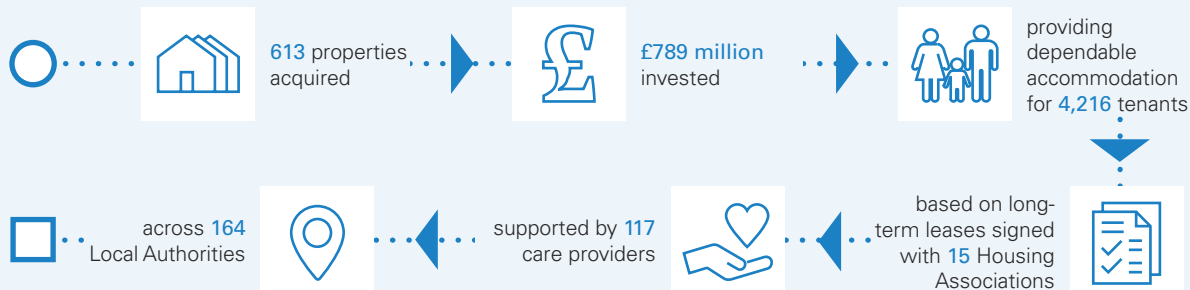 613 properties
acquired
£
£789 million
invested
providing
dependable
accommodation
for 4,216 tenants
based on long-
term leases signed
with 15 Housing
Associations
supported by 117
care providers
across 164
Local Authorities